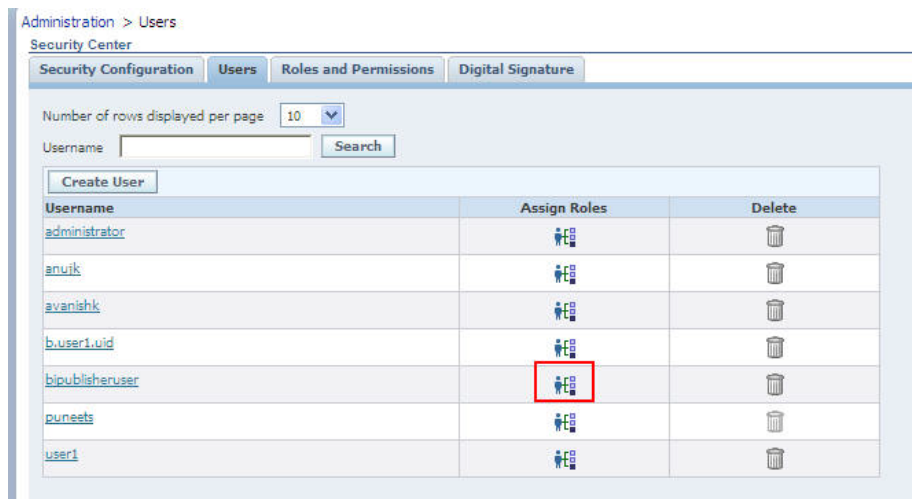 Administration > Users
Security Center
Security Configuration Users Roles and Permissions Digital Signature
Number of rows displayed per page 10
Username Search
Create User
Username Assign Roles Delete
administrator
anujk
avanishk
b.user1.uid
bipublisheruser
puneets
user1